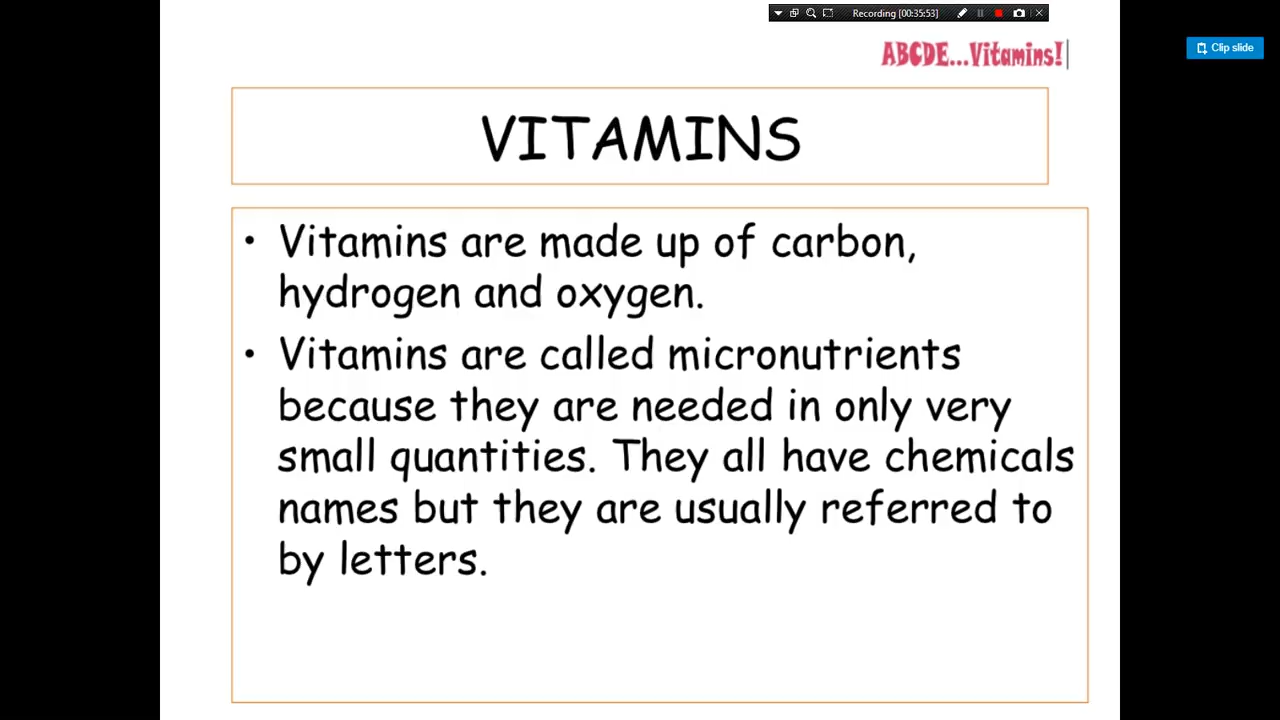 Recording [00:35:53]
ABCDE...Vitamins!
Clip slide
VITAMINS
• Vitamins are made up of carbon,
hydrogen and oxygen.
• Vitamins are called micronutrients
because they are needed in only very
small quantities. They all have chemicals
names but they are usually referred to
by letters.